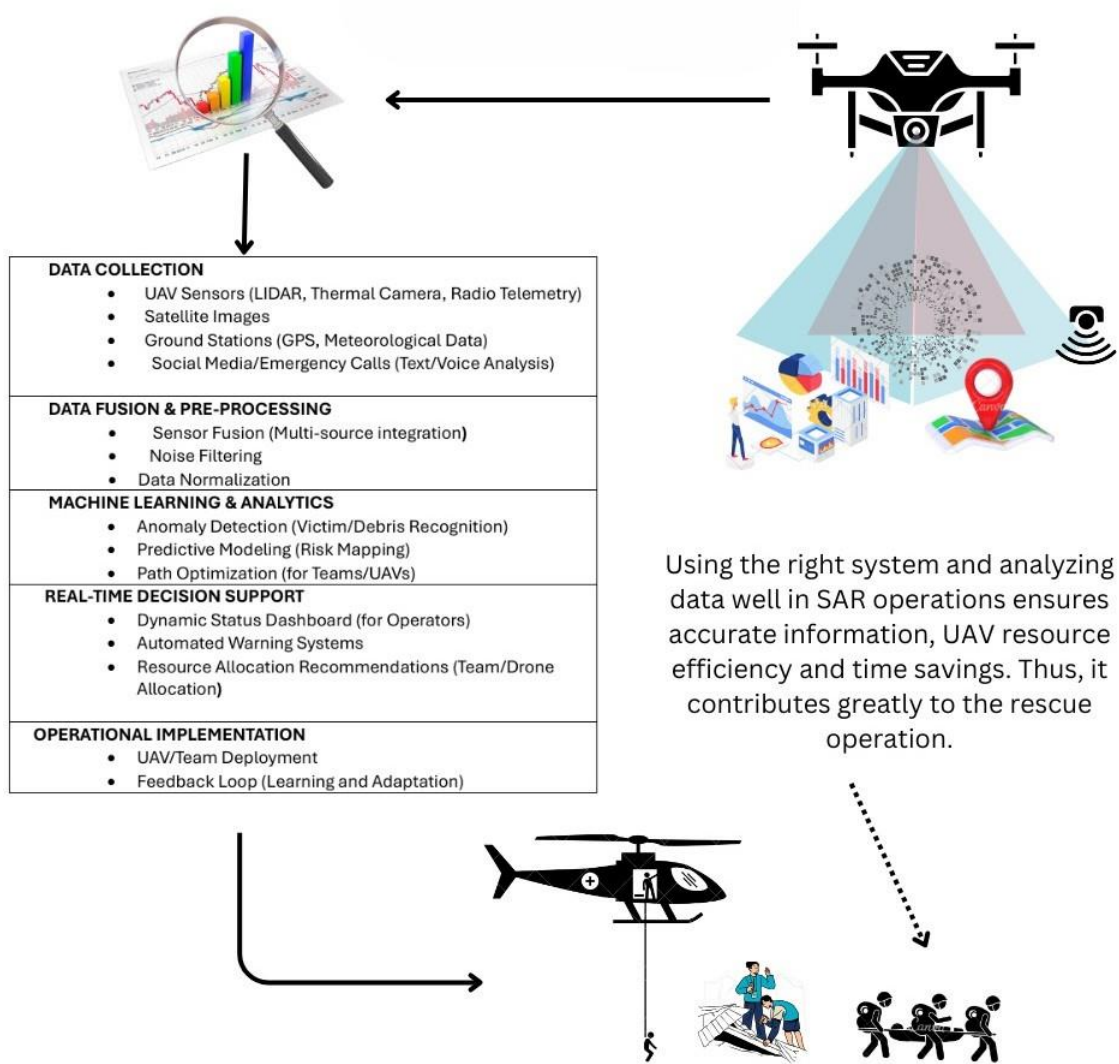 DATA COLLECTION
• UAV Sensors (LIDAR, Thermal Camera, Radio Telemetry)
• Satellite Images
• Ground Stations (GPS, Meteorological Data)
• Social Media/Emergency Calls (Text/Voice Analysis)
DATA FUSION & PRE-PROCESSING
• Sensor Fusion (Multi-source integration)
• Noise Filtering
• Data Normalization
MACHINE LEARNING & ANALYTICS
• Anomaly Detection (Victim/Debris Recognition)
• Predictive Modeling (Risk Mapping)
• Path Optimization (for Teams/UAVs)
REAL-TIME DECISION SUPPORT
• Dynamic Status Dashboard (for Operators)
• Automated Warning Systems
• Resource Allocation Recommendations (Team/Drone
Allocation)
OPERATIONAL IMPLEMENTATION
• UAV/Team Deployment
• Feedback Loop (Learning and Adaptation)
Using the right system and analyzing
data well in SAR operations ensures
accurate information, UAV resource
efficiency and time savings. Thus, it
contributes greatly to the rescue
operation.